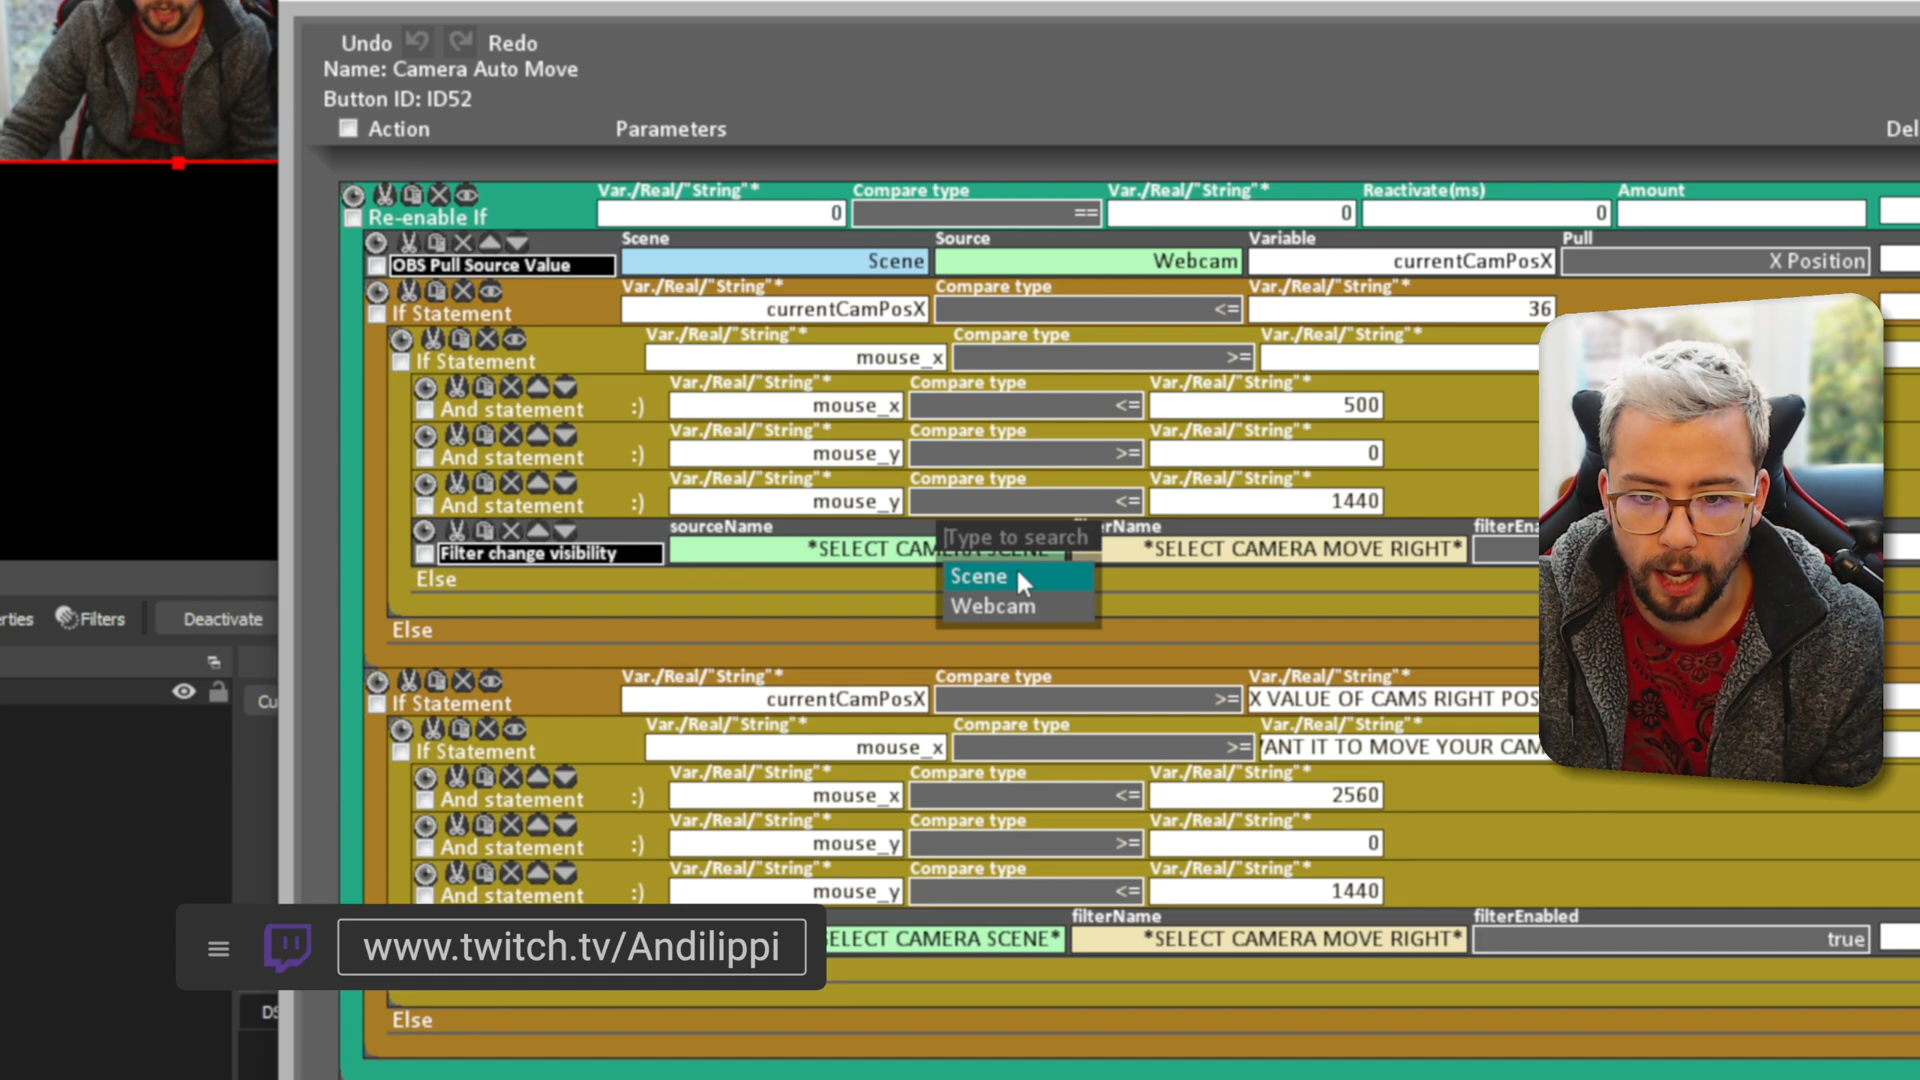 Undo Redo
Name: Camera Auto Move
Button ID: ID52
Action Parameters Del
Var./Real/"String"* Compare type Var./Real/"String"* Reactivate(ms) Amount
Re-enable If 0 == 0 0
Scene Source Variable Pull
OBS Pull Source Value Scene Webcam currentCamPosX X Position
Var./Real/"String"* Compare type Var./Real/"String"*
If Statement currentCamPosX <= 36
Var./Real/"String"* Compare type Var./Real/"String"*
If Statement mouse_x >=
Var./Real/"String"* Compare type Var./Real/"String"*
And statement :) mouse_x <= 500
Var./Real/"String"* Compare type Var./Real/"String"*
And statement :) mouse_y >= 0
Var./Real/"String"* Compare type Var./Real/"String"*
And statement :) mouse_y <= 1440
sourceName Type to search rName filterEna
Filter change visibility *SELECT CAMERA SCENE* *SELECT CAMERA MOVE RIGHT*
Else Scene
Webcam
rties Filters Deactivate
Else
Var./Real/"String"* Compare type Var./Real/"String"*
If Statement currentCamPosX >= X VALUE OF CAMS RIGHT POS
Cu
Var./Real/"String"* Compare type Var./Real/"String"*
If Statement mouse_x >= ANT IT TO MOVE YOUR CAM
Var./Real/"String"* Compare type Var./Real/"String"*
And statement :) mouse_x <= 2560
Var./Real/"String"* Compare type Var./Real/"String"*
And statement :) mouse_y >= 0
Var./Real/"String"* Compare type Var./Real/"String"*
And statement :) mouse_y <= 1440
filterName filterEnabled
ELECT CAMERA SCENE* *SELECT CAMERA MOVE RIGHT* true
www.twitch.tv/Andilippi
DS
Else